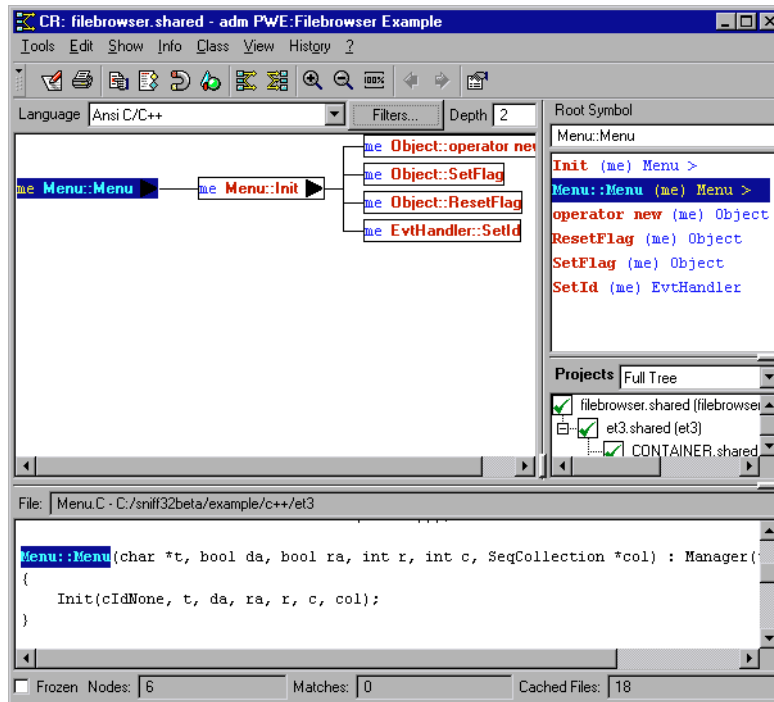 CR: filebrowser.shared - adm PWE:Filebrowser Example
Tools Edit Show Info Class View History ?
100%
Language Ansi C/C++ Filters... Depth 2
me Menu::Menu
me Menu::Init
me Object::operator new
me Object::SetFlag
me Object::ResetFlag
me EvtHandler::SetId
Root Symbol
Menu::Menu
Init (me) Menu >
Menu::Menu (me) Menu >
operator new (me) Object
ResetFlag (me) Object
SetFlag (me) Object
SetId (me) EvtHandler
Projects Full Tree
filebrowser.shared (filebrowser
et3.shared (et3)
CONTAINER.shared
File: Menu.C - C:/sniff32beta/example/c++/et3
Menu::Menu(char *t, bool da, bool ra, int r, int c, SeqCollection *col) : Manager(
{
Init(cIdNone, t, da, ra, r, c, col);
}
Frozen Nodes: 6 Matches: 0 Cached Files: 18